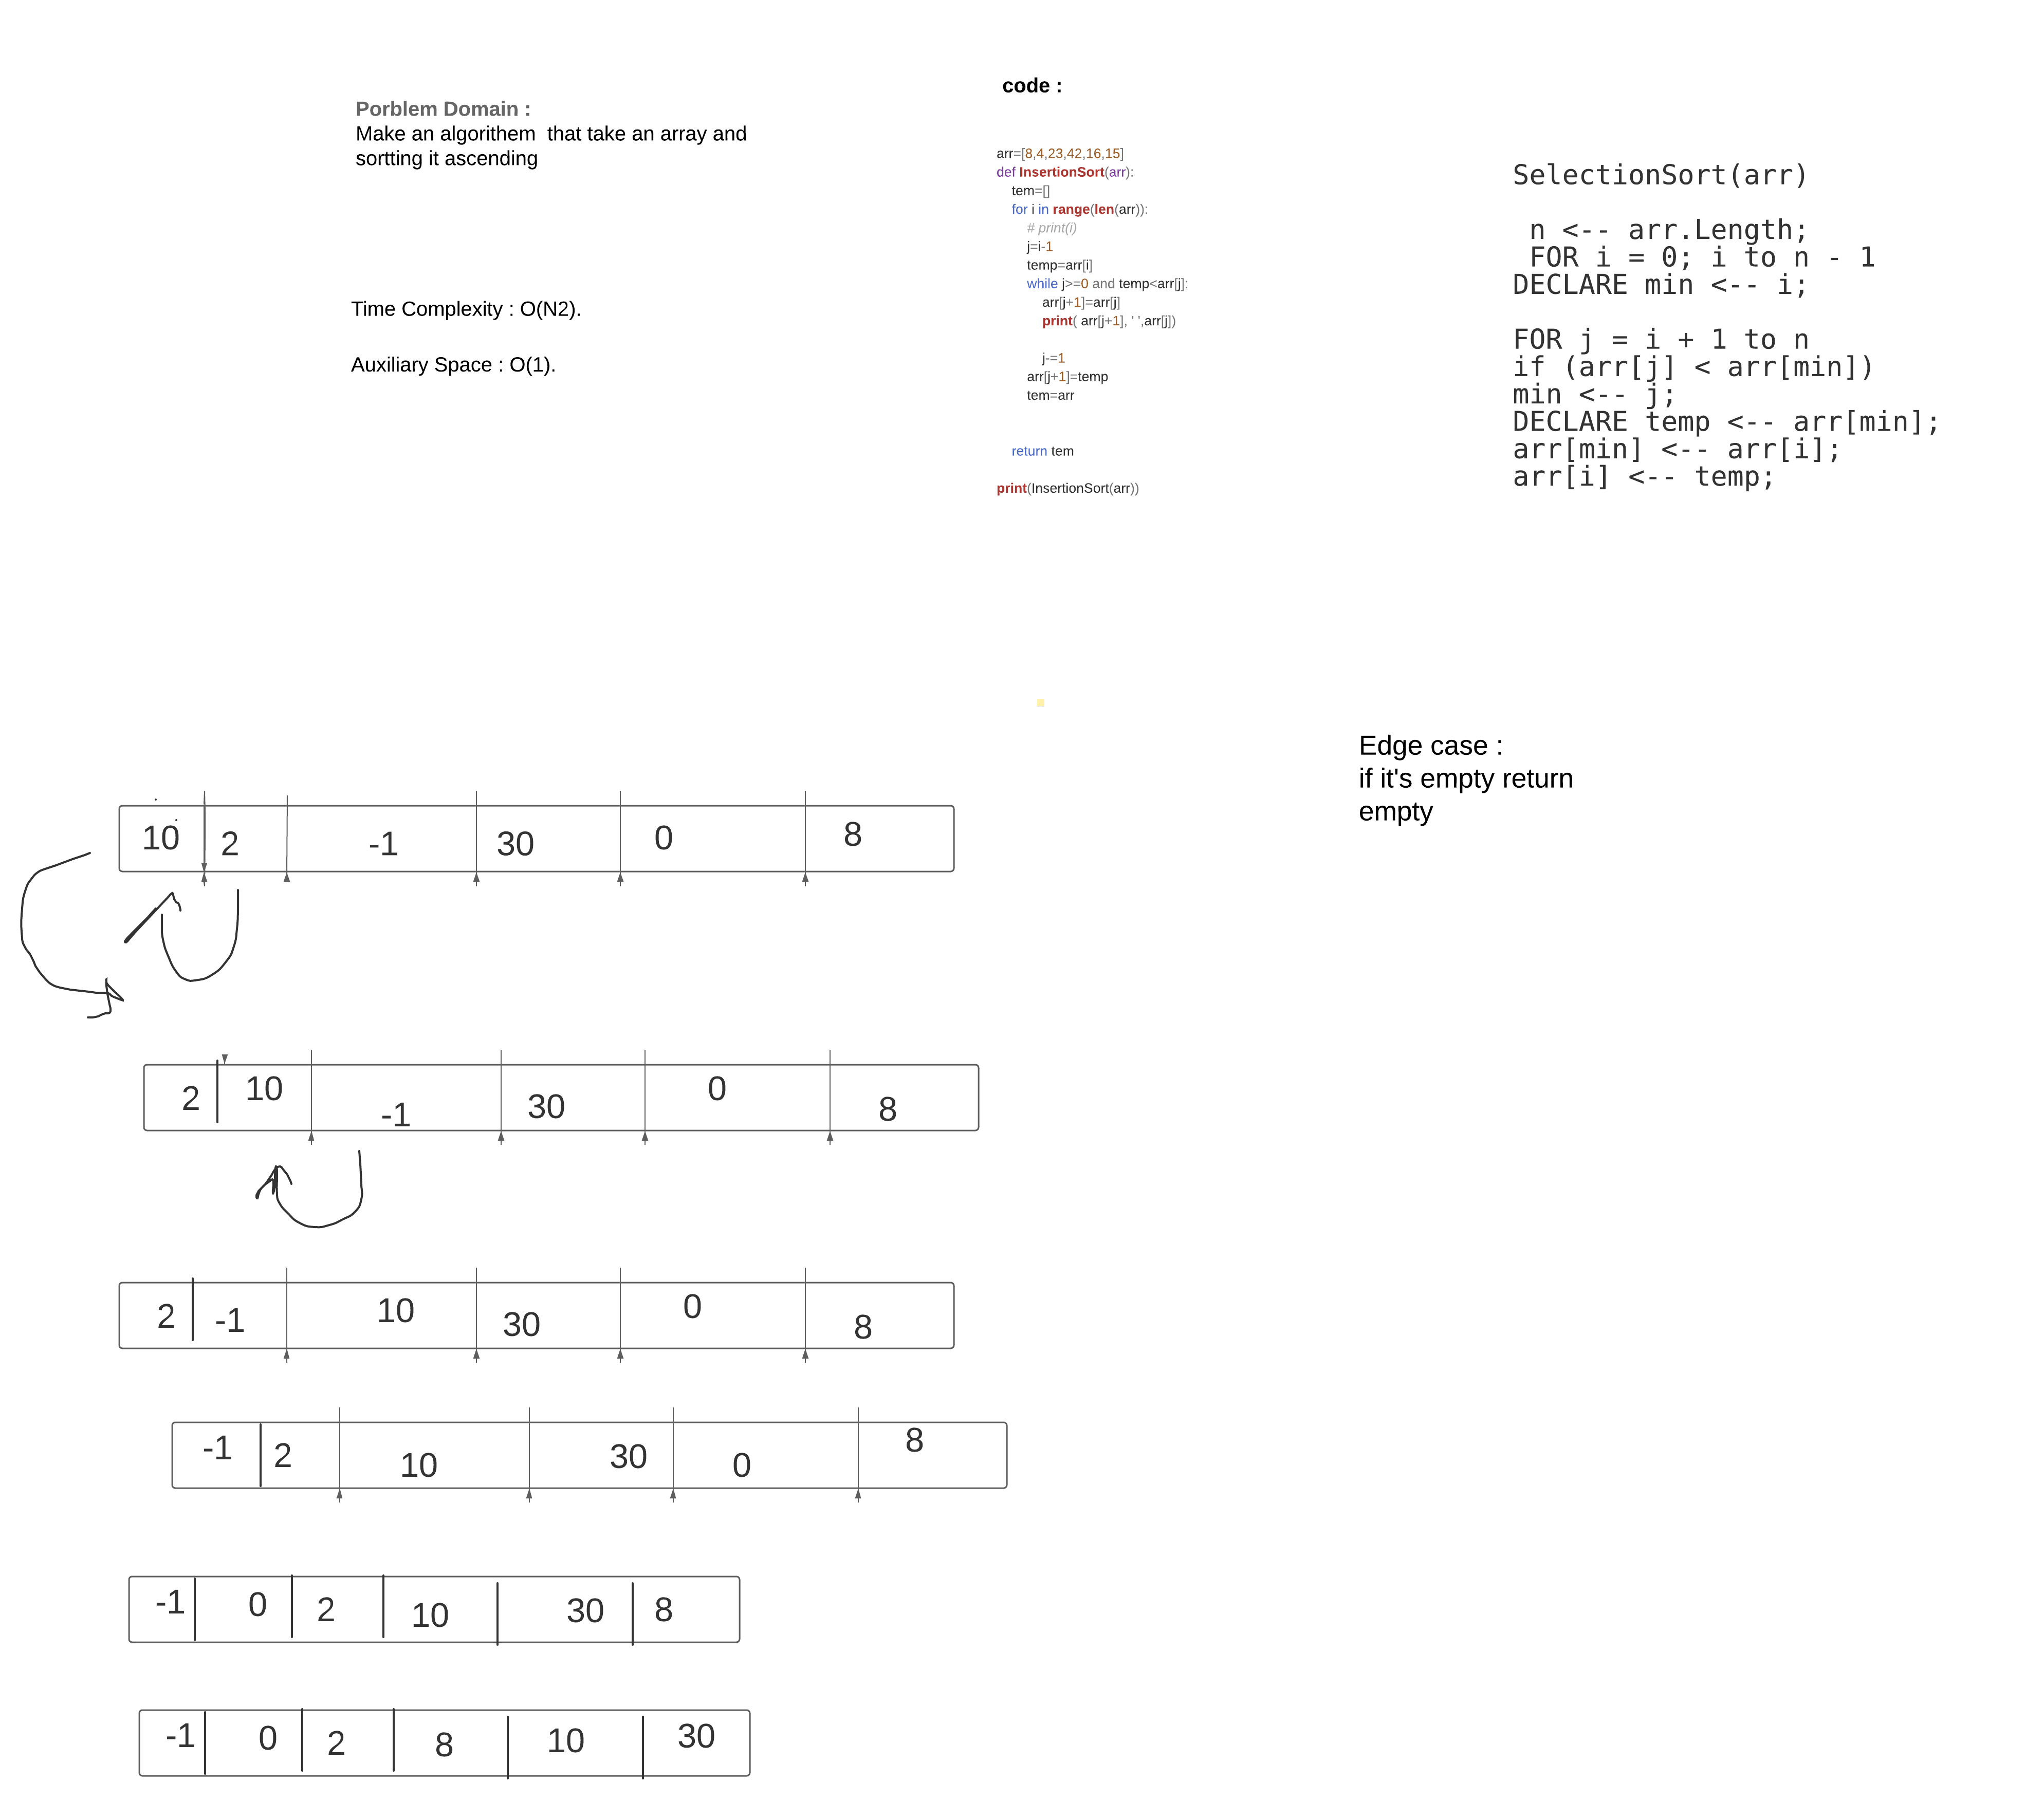 Porblem Domain :
Make an algorithem  that take an array and
sortting it ascending
Time Complexity : O(N2).
Auxiliary Space : O(1).
code :
arr=[8,4,23,42,16,15]
def InsertionSort(arr):
    tem=[]
    for i in range(len(arr)):
        # print(i)
        j=i-1
        temp=arr[i]
        while j>=0 and temp<arr[j]:
            arr[j+1]=arr[j]
            print( arr[j+1], ' ',arr[j])
            j-=1
        arr[j+1]=temp
        tem=arr
    return tem
print(InsertionSort(arr))
SelectionSort(arr)
 n <-- arr.Length;
 FOR i = 0; i to n - 1
DECLARE min <-- i;
FOR j = i + 1 to n
if (arr[j] < arr[min])
min <-- j;
DECLARE temp <-- arr[min];
arr[min] <-- arr[i];
arr[i] <-- temp;
Edge case :
if it's empty return
empty
10 2 -1 30 0 8
2 10 -1 30 0 8
2 -1 10 30 0 8
-1 2 10 30 0 8
-1 0 2 10 30 8
-1 0 2 8 10 30